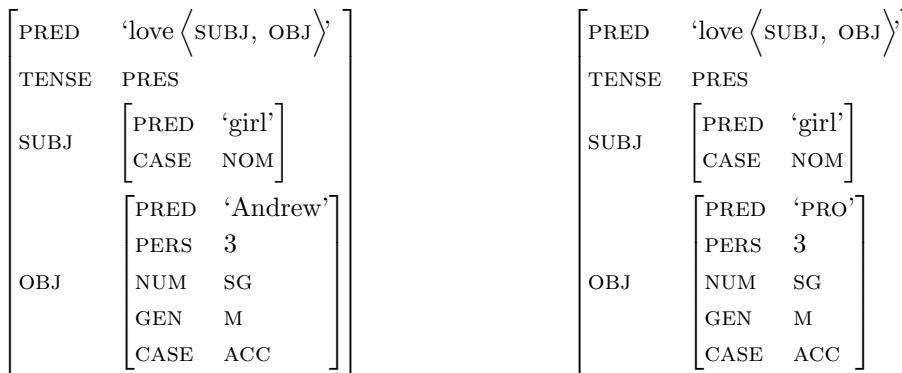 PRED ‘love⟨SUBJ, OBJ⟩’
TENSE PRES
SUBJ
PRED ‘girl’
CASE NOM
OBJ
PRED ‘Andrew’
PERS 3
NUM SG
GEN M
CASE ACC
PRED ‘love⟨SUBJ, OBJ⟩’
TENSE PRES
SUBJ
PRED ‘girl’
CASE NOM
OBJ
PRED ‘PRO’
PERS 3
NUM SG
GEN M
CASE ACC